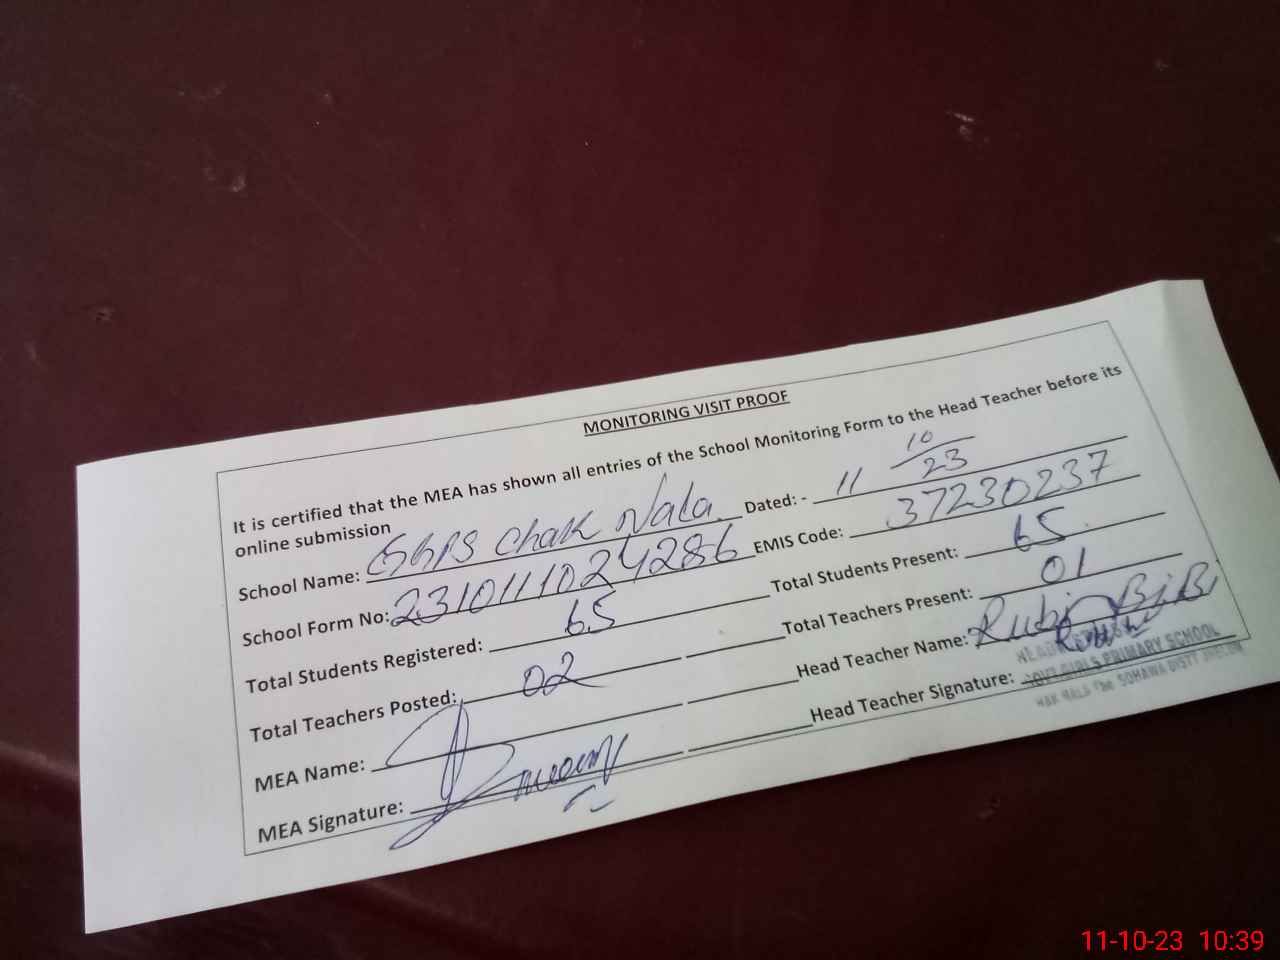 MONITORING VISIT PROOF
It is certified that the MEA has shown all entries of the School Monitoring Form to the Head Teacher before its
online submission
School Name: GGPS Chak Nala Dated: - 11 10/23
School Form No: 231011024286 EMIS Code: 37230237
Total Students Registered: 65 Total Students Present: 65
Total Teachers Posted: 02 Total Teachers Present: 01
MEA Name: Head Teacher Name: Rubina BiBi
MEA Signature: Head Teacher Signature:
GOVT GIRLS PRIMARY SCHOOL
SOHAWA DISTT
11-10-23 10:39